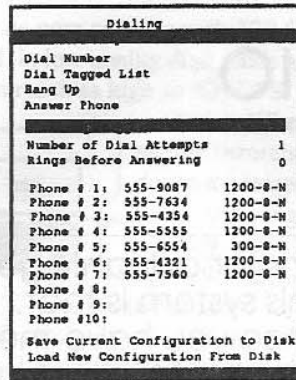 Dialing
Dial Number
Dial Tagged List
Hang Up
Answer Phone
Number of Dial Attempts 1
Rings Before Answering 0
Phone # 1: 555-9087 1200-8-N
Phone # 2: 555-7634 1200-8-N
Phone # 3: 555-4354 1200-8-N
Phone # 4: 555-5555 1200-8-N
Phone # 5; 555-6554 300-8-N
Phone # 6: 555-4321 1200-8-N
Phone # 7: 555-7560 1200-8-N
Phone # 8:
Phone # 9:
Phone #10:
Save Current Configuration to Disk
Load New Configuration From Disk